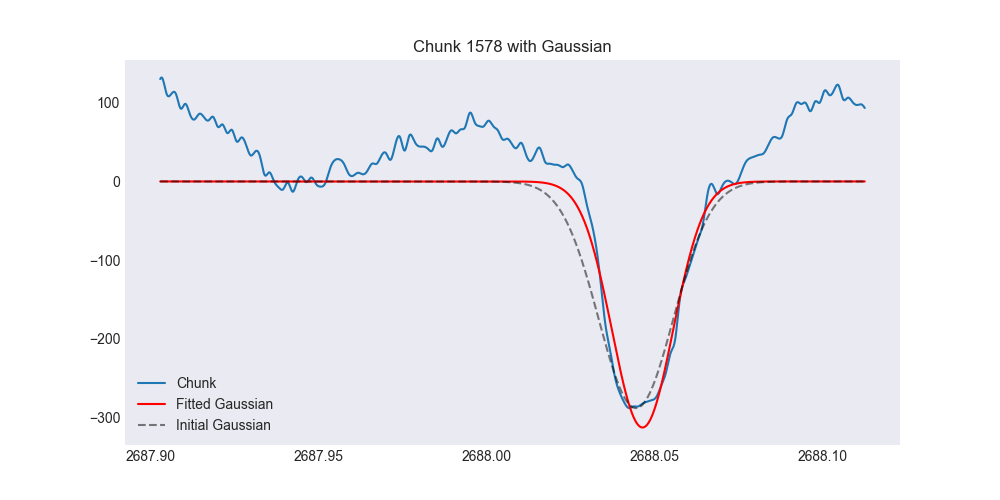 Chunk 1578 with Gaussian
100
0
−100
−200
−300
Chunk
Fitted Gaussian
Initial Gaussian
2687.90
2687.95
2688.00
2688.05
2688.10